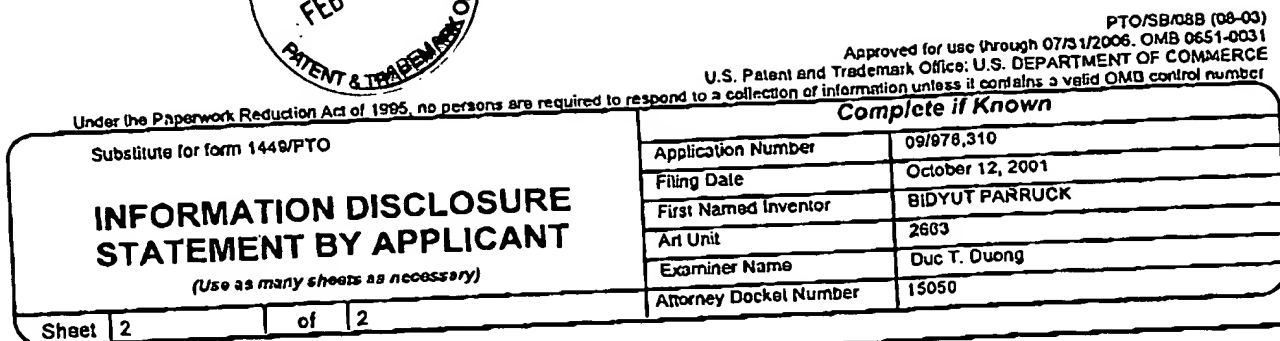 FEB
PATENT & TRADEMARK O
PTO/SB/08B (08-03)
Approved for use through 07/31/2006. OMB 0651-0031
U.S. Patent and Trademark Office; U.S. DEPARTMENT OF COMMERCE
Under the Paperwork Reduction Act of 1995, no persons are required to respond to a collection of information unless it contains a valid OMB control number
Substitute for form 1449/PTO
INFORMATION DISCLOSURE
STATEMENT BY APPLICANT
(Use as many sheets as necessary)
Sheet 2 of 2
Complete if Known
Application Number 09/976,310
Filing Date October 12, 2001
First Named Inventor BIDYUT PARRUCK
Art Unit 2663
Examiner Name Duc T. Duong
Attorney Docket Number 15050